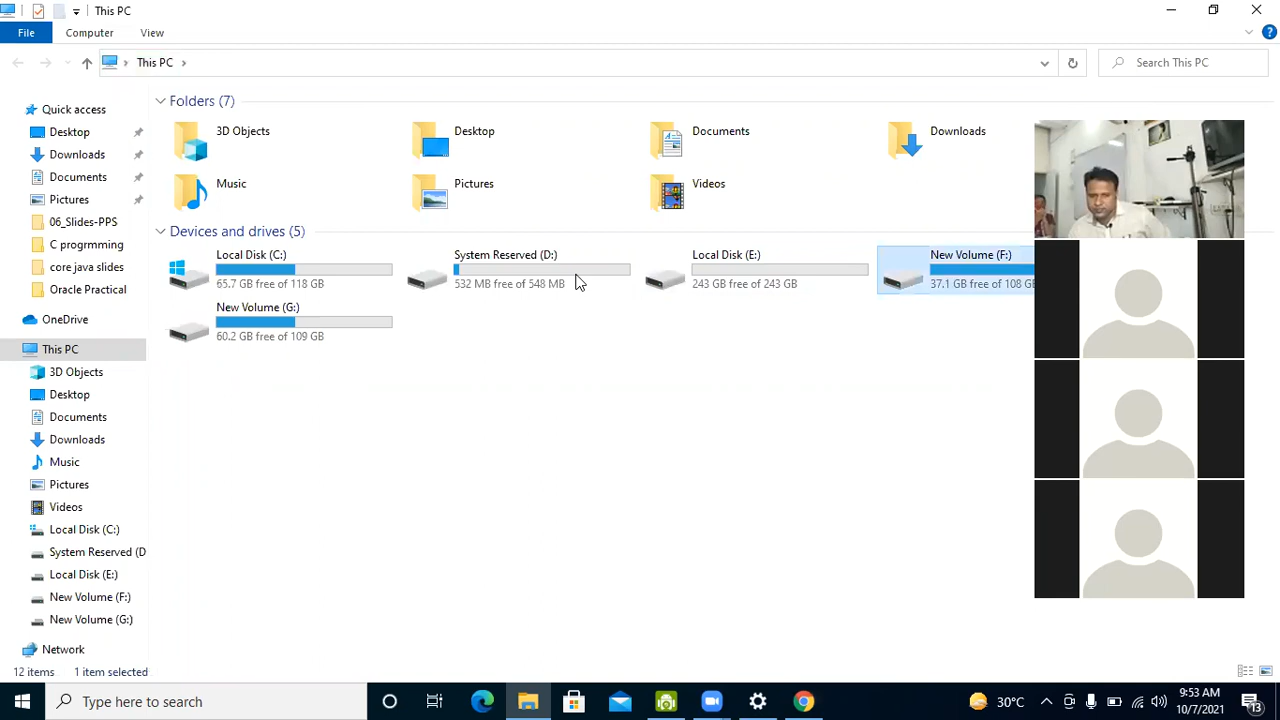 This PC
File Computer View
This PC
Search This PC
Quick access
Desktop
Downloads
Documents
Pictures
06_Slides-PPS
C progrmming
core java slides
Oracle Practical
OneDrive
This PC
3D Objects
Desktop
Documents
Downloads
Music
Pictures
Videos
Local Disk (C:)
System Reserved (D
Local Disk (E:)
New Volume (F:)
New Volume (G:)
Network
Folders (7)
3D Objects
Desktop
Documents
Downloads
Music
Pictures
Videos
Devices and drives (5)
Local Disk (C:)
65.7 GB free of 118 GB
System Reserved (D:)
532 MB free of 548 MB
Local Disk (E:)
243 GB free of 243 GB
New Volume (F:)
37.1 GB free of 108 GB
New Volume (G:)
60.2 GB free of 109 GB
12 items 1 item selected
Type here to search
30°C
9:53 AM
10/7/2021
13